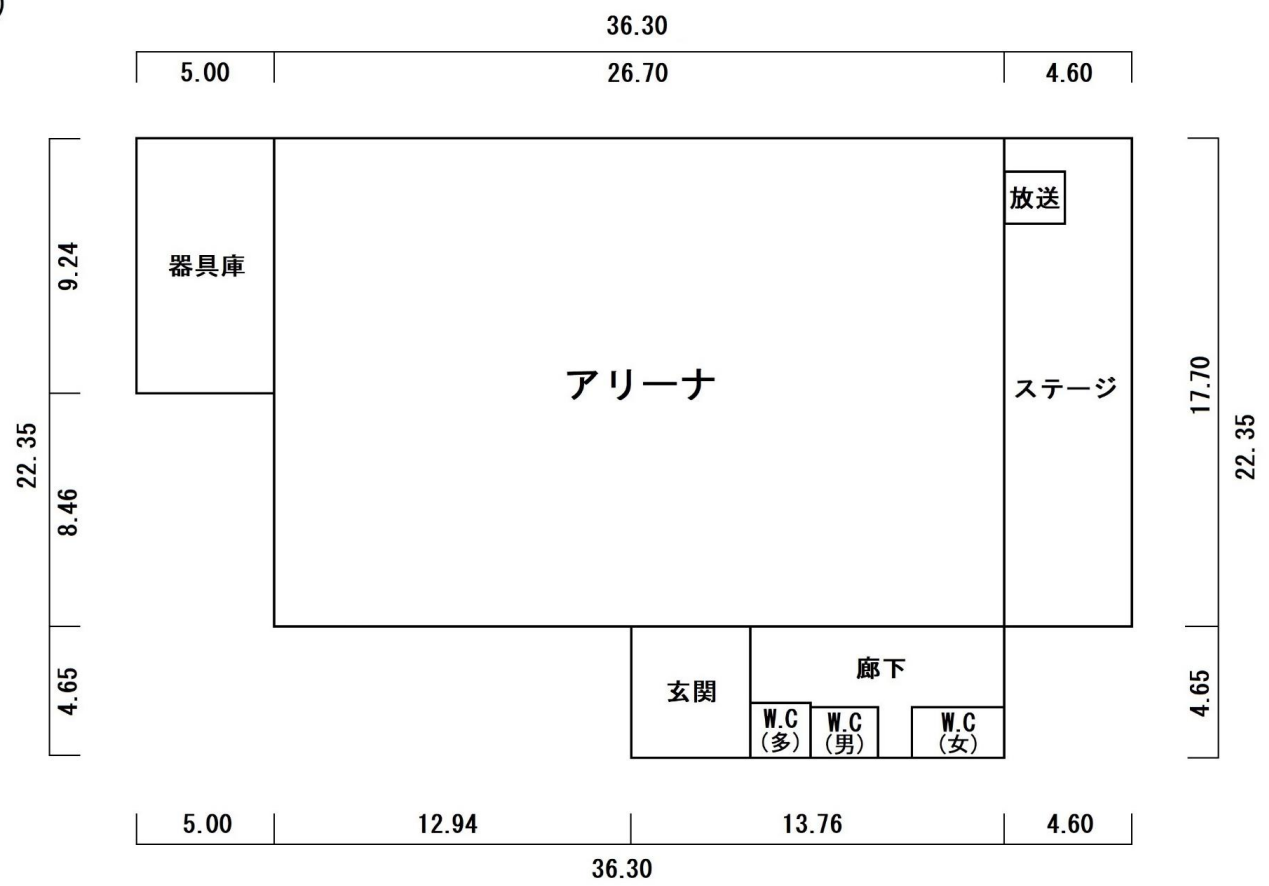 )
36.30
5.00 26.70 4.60
放送
9.24
器具庫
アリーナ
ステージ
17.70
22.35
22.35
8.46
廊下
玄関
4.65
4.65
W.C
(多)
W.C
(男)
W.C
(女)
5.00 12.94 13.76 4.60
36.30